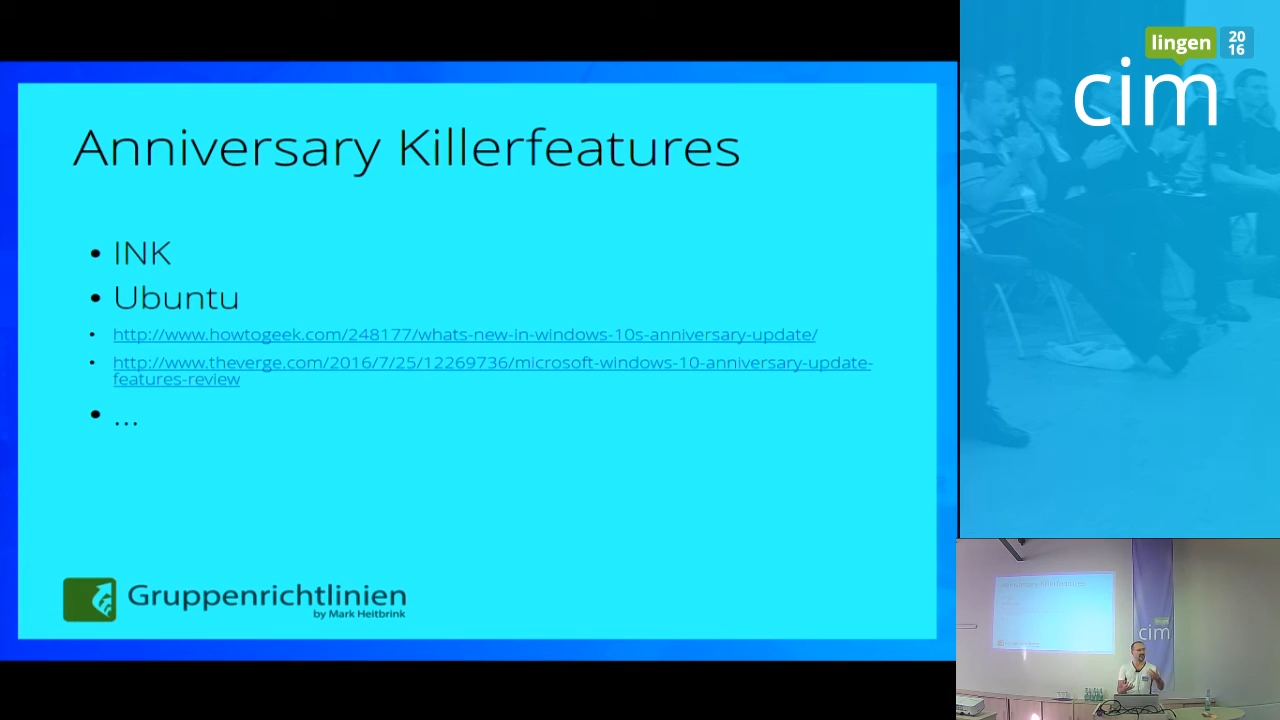 Anniversary Killerfeatures
• INK
• Ubuntu
• http://www.howtogeek.com/248177/whats-new-in-windows-10s-anniversary-update/
• http://www.theverge.com/2016/7/25/12269736/microsoft-windows-10-anniversary-update-
features-review
• ...
Gruppenrichtlinien
by Mark Heitbrink
lingen
20
16
cim
Anniversary Killerfeatures
cim